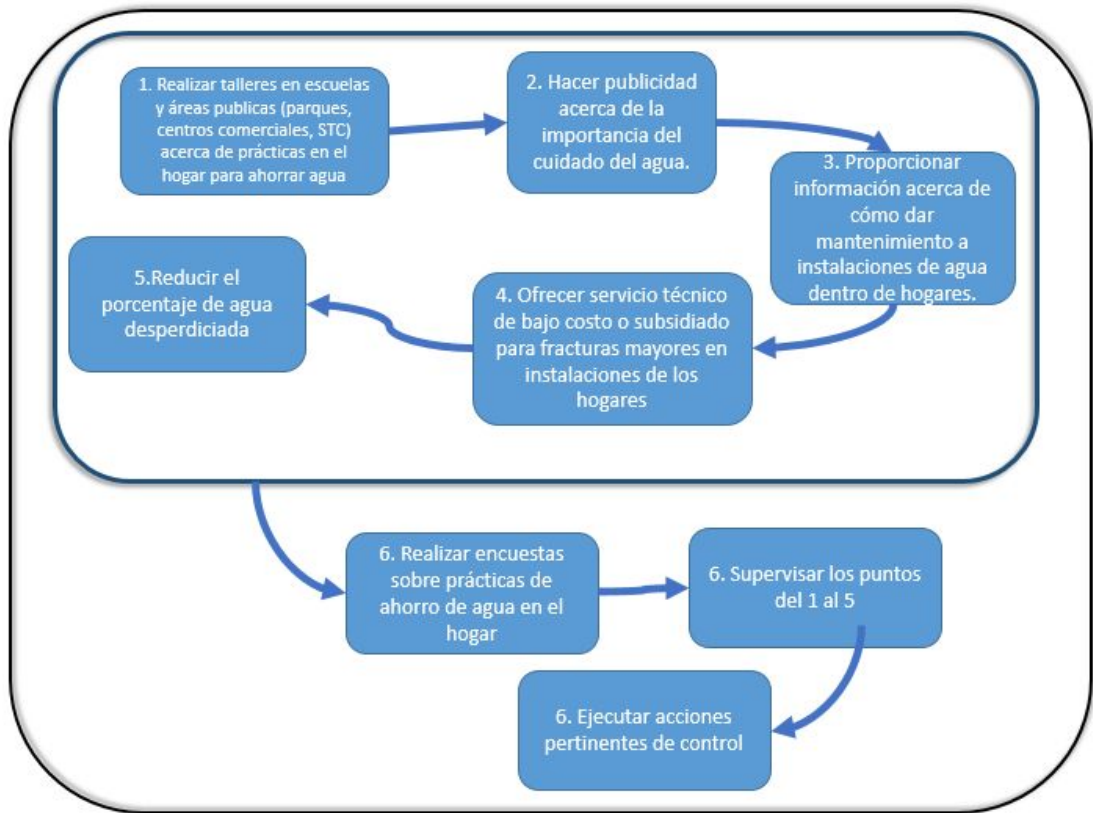 1. Realizar talleres en escuelas
y áreas publicas (parques,
centros comerciales, STC)
acerca de prácticas en el
hogar para ahorrar agua
2. Hacer publicidad
acerca de la
importancia del
cuidado del agua.
3. Proporcionar
información acerca de
cómo dar
mantenimiento a
instalaciones de agua
dentro de hogares.
4. Ofrecer servicio técnico
de bajo costo o subsidiado
para fracturas mayores en
instalaciones de los
hogares
5.Reducir el
porcentaje de agua
desperdiciada
6. Realizar encuestas
sobre prácticas de
ahorro de agua en el
hogar
6. Supervisar los puntos
del 1 al 5
6. Ejecutar acciones
pertinentes de control